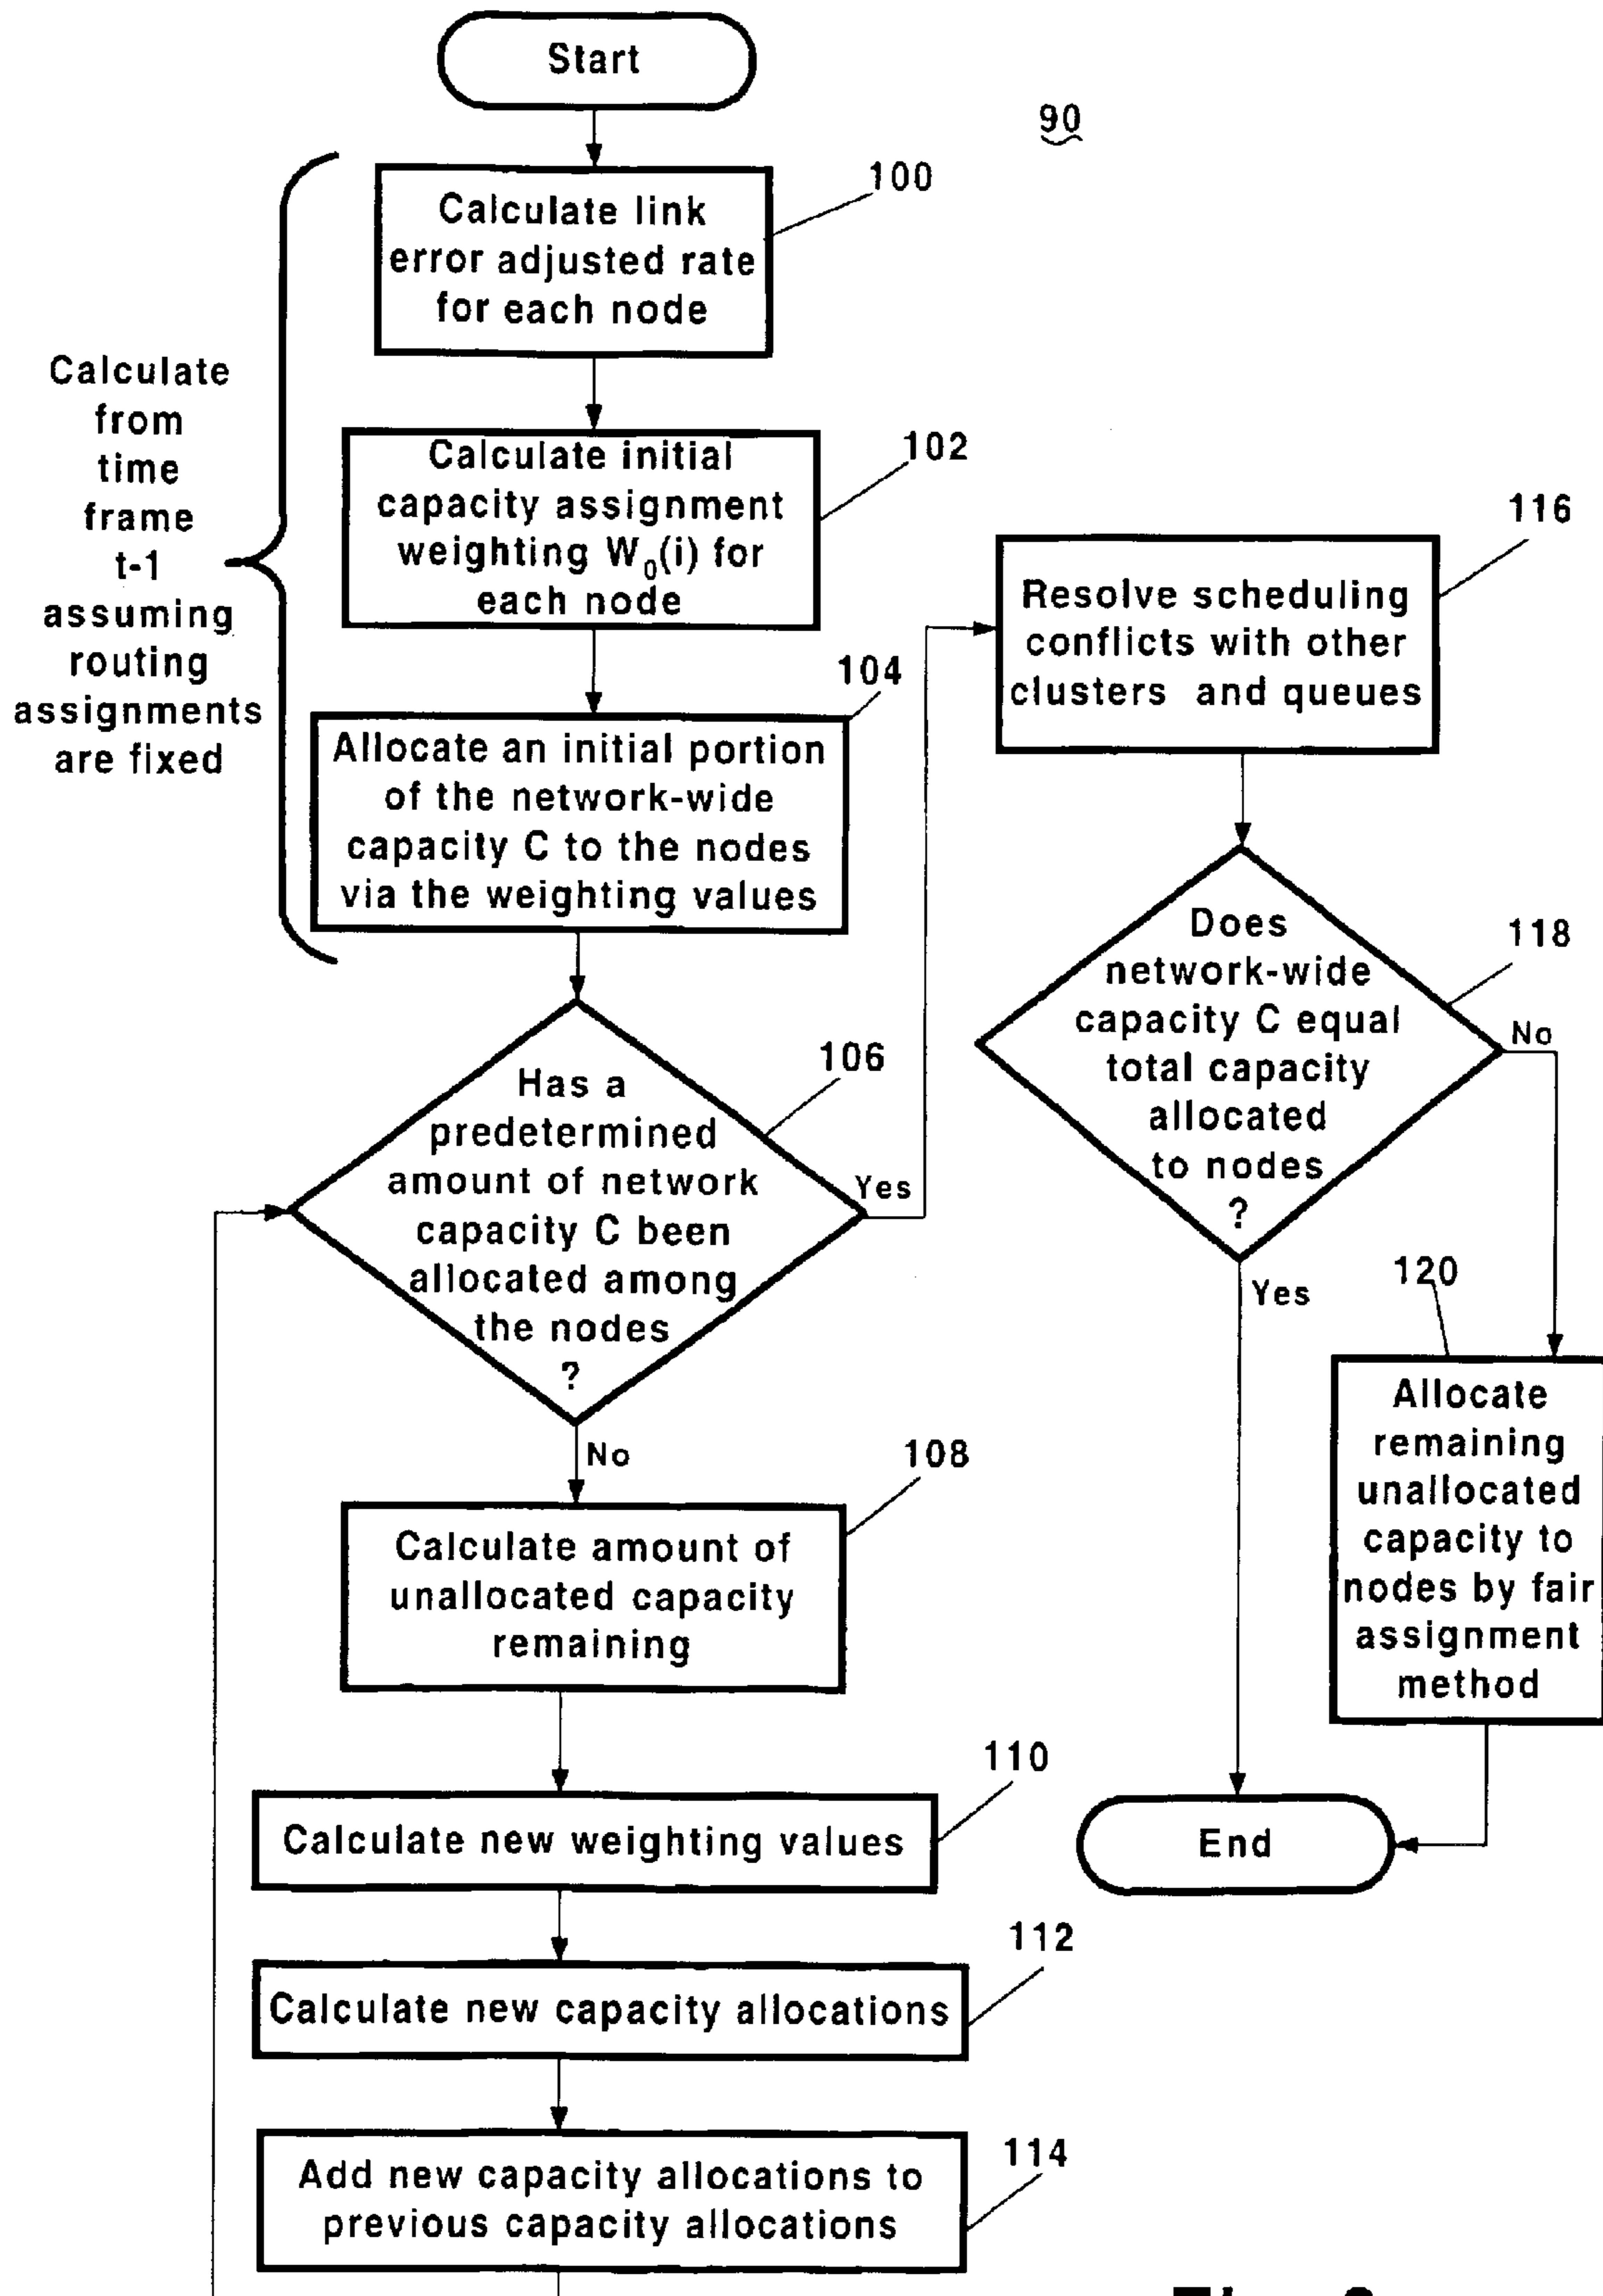 Start
90
100
Calculate link
error adjusted rate
for each node
Calculate
from
time
frame
t-1
assuming
routing
assignments
are fixed
102
Calculate initial
capacity assignment
weighting W₀(i) for
each node
104
Allocate an initial portion
of the network-wide
capacity C to the nodes
via the weighting values
106
Has a
predetermined
amount of network
capacity C been
allocated among
the nodes
?
Yes
No
108
Calculate amount of
unallocated capacity
remaining
110
Calculate new weighting values
112
Calculate new capacity allocations
114
Add new capacity allocations to
previous capacity allocations
116
Resolve scheduling
conflicts with other
clusters and queues
118
Does
network-wide
capacity C equal
total capacity
allocated
to nodes
?
No
Yes
120
Allocate
remaining
unallocated
capacity to
nodes by fair
assignment
method
End